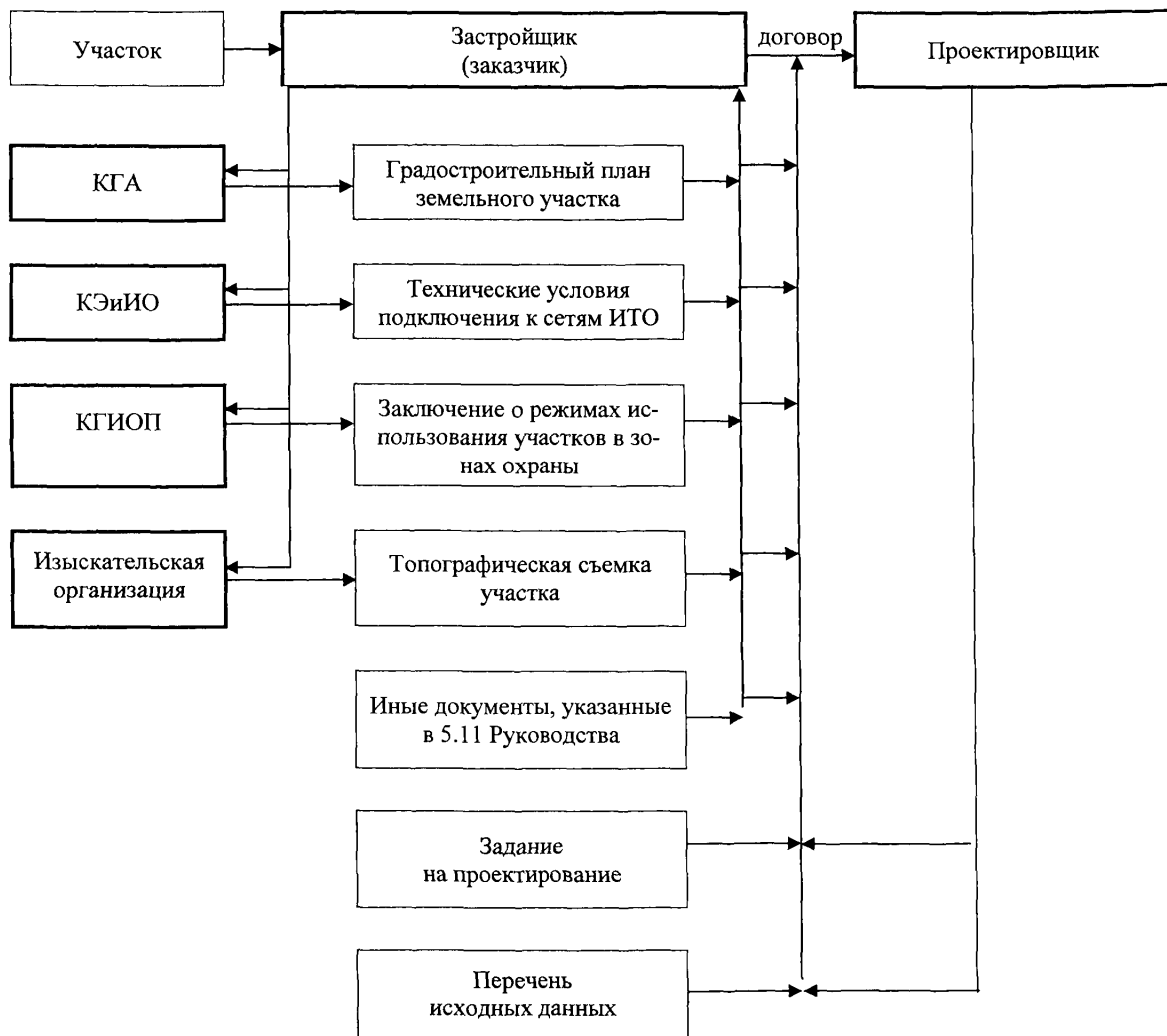 Участок
Застройщик
(заказчик)
договор
Проектировщик
КГА
Градостроительный план
земельного участка
КЭиИО
Технические условия
подключения к сетям ИТО
КГИОП
Заключение о режимах ис-
пользования участков в зо-
нах охраны
Изыскательская
организация
Топографическая съемка
участка
Иные документы, указанные
в 5.11 Руководства
Задание
на проектирование
Перечень
исходных данных